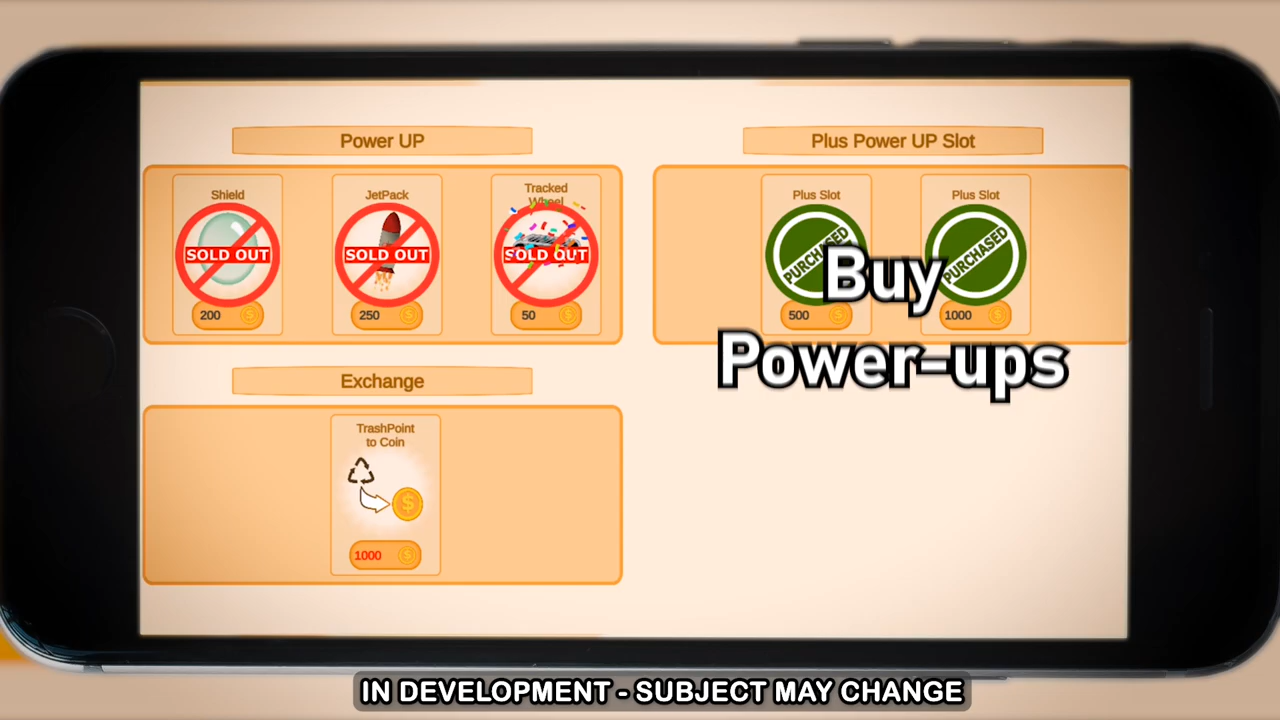 Power UP
Plus Power UP Slot
Shield
JetPack
Tracked
Wheel
Plus Slot
Plus Slot
SOLD OUT
SOLD OUT
SOLD OUT
PURCHASED
PURCHASED
200
250
50
500
1000
Buy
Power-ups
Exchange
TrashPoint
to Coin
$
1000
IN DEVELOPMENT - SUBJECT MAY CHANGE